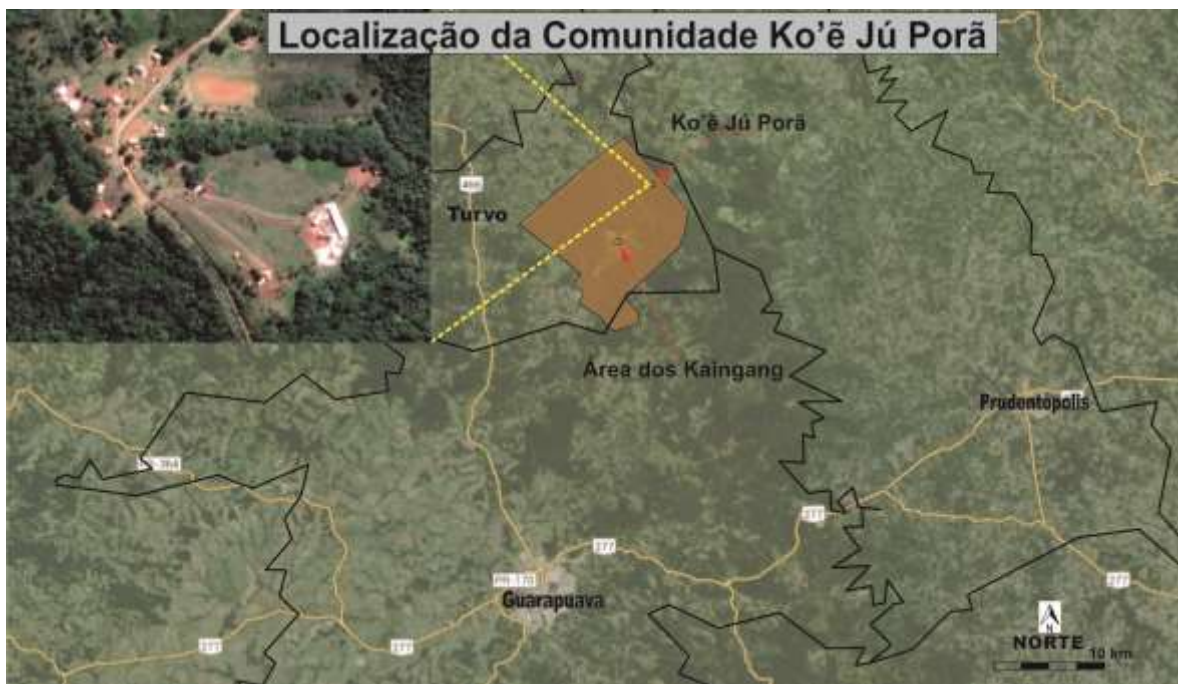 Localização da Comunidade Ko'ẽ Jú Porã
Ko'ẽ Jú Porã
466
Turvo
Área dos Kaingang
Prudentópolis
277
277
PR-170
Guarapuava
277
277
277
NORTE
10 km